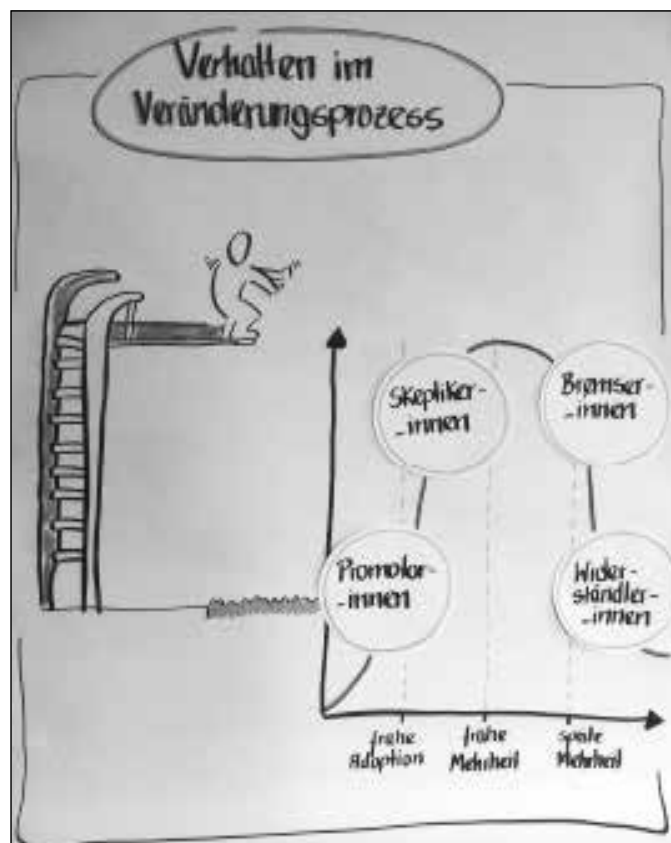 Verhalten im
Veränderungsprozess
Skeptiker-
-innen
Bremser-
-innen
Promotor-
-innen
Wider-
ständler-
-innen
frühe
Adoption
frühe
Mehrheit
späte
Mehrheit